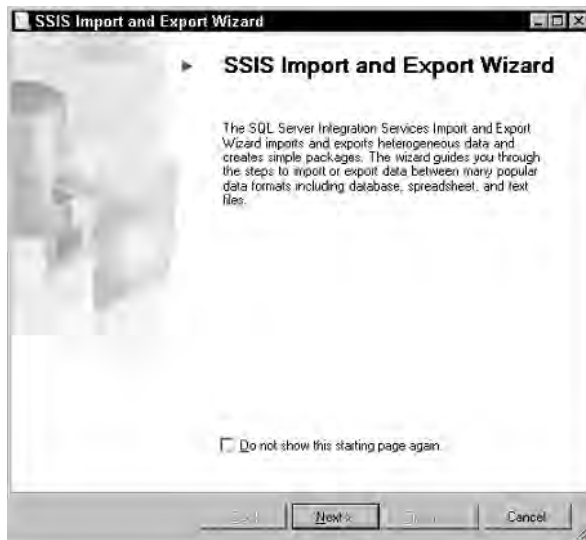 SSIS Import and Export Wizard
SSIS Import and Export Wizard
The SQL Server Integration Services Import and Export
Wizard imports and exports heterogeneous data and
creates simple packages. The wizard guides you through
the steps to import or export data between many popular
data formats including database, spreadsheet, and text
files.
Do not show this starting page again.
Next > Cancel